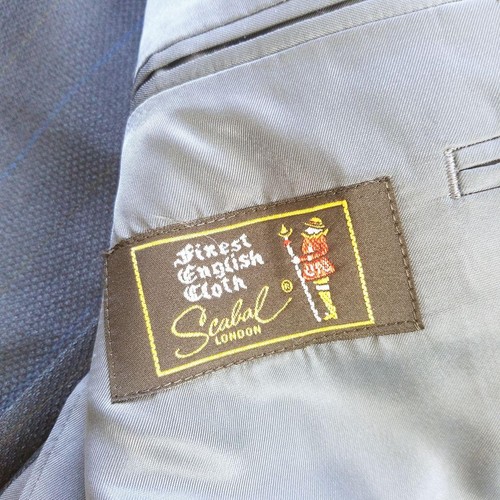 Finest
English
Cloth
Scabal ®
LONDON